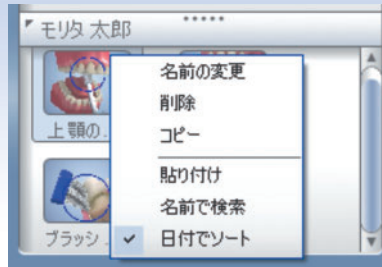 モリタ 太郎
名前の変更
削除
コピー
貼り付け
名前で検索
日付でソート
上顎の...
ブラッシ...